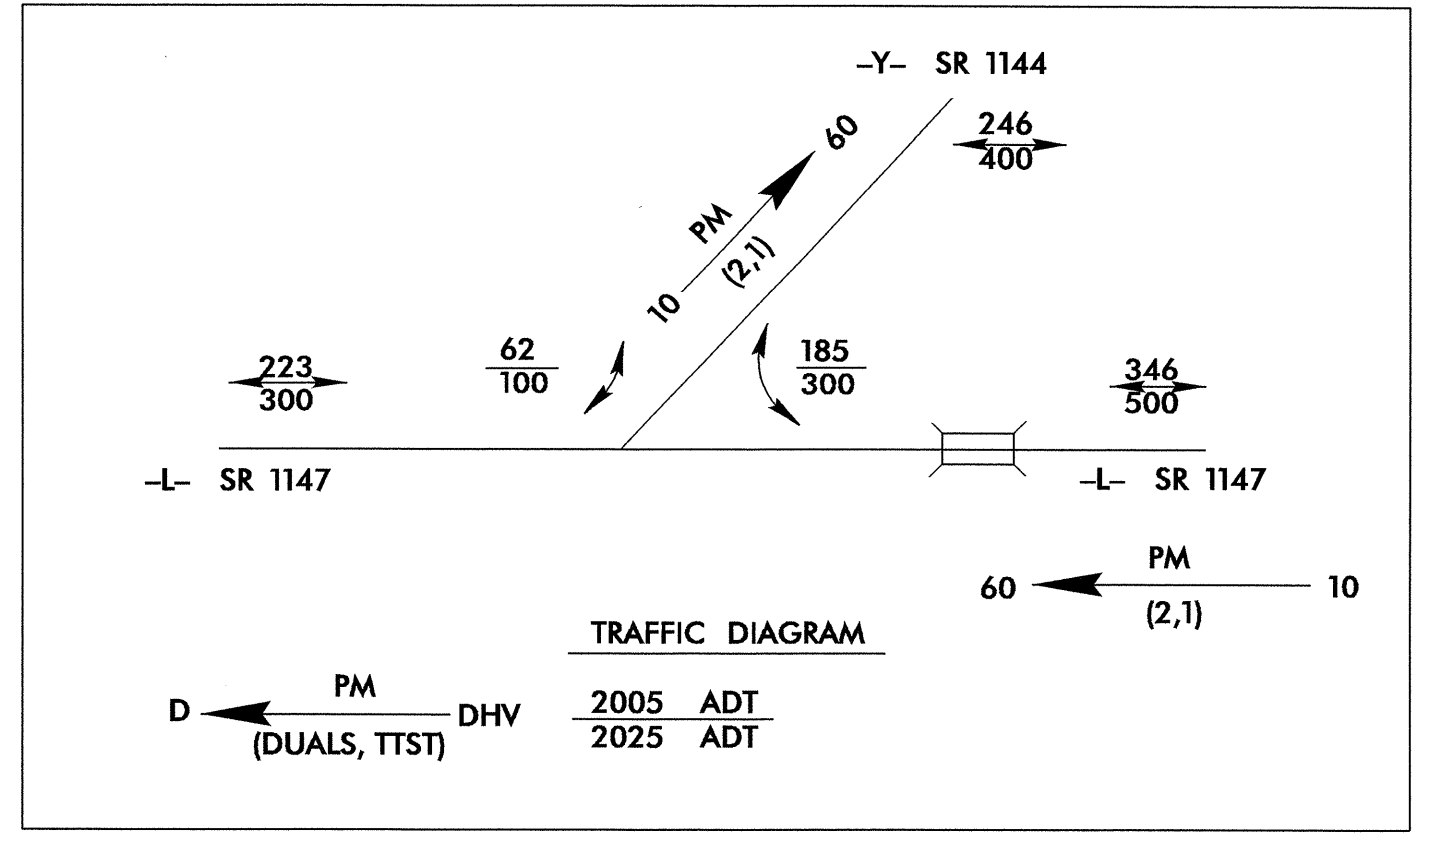 –Y– SR 1144
246
400
60
PM
(2,1)
10
62
100
185
300
223
300
346
500
–L– SR 1147
–L– SR 1147
PM
60
10
(2,1)
TRAFFIC DIAGRAM
PM
D
DHV
(DUALS, TTST)
2005 ADT
2025 ADT